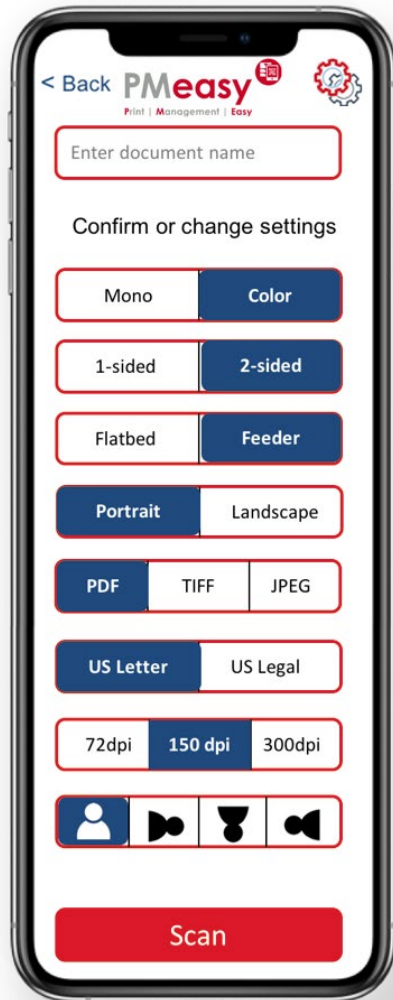 < Back PMeasy
Print | Management | Easy
Enter document name
Confirm or change settings
Mono Color
1-sided 2-sided
Flatbed Feeder
Portrait Landscape
PDF TIFF JPEG
US Letter US Legal
72dpi 150 dpi 300dpi
Scan